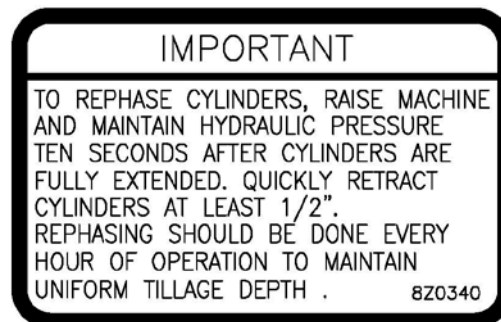 IMPORTANT
TO REPHASE CYLINDERS, RAISE MACHINE
AND MAINTAIN HYDRAULIC PRESSURE
TEN SECONDS AFTER CYLINDERS ARE
FULLY EXTENDED. QUICKLY RETRACT
CYLINDERS AT LEAST 1/2".
REPHASING SHOULD BE DONE EVERY
HOUR OF OPERATION TO MAINTAIN
UNIFORM TILLAGE DEPTH . 8Z0340